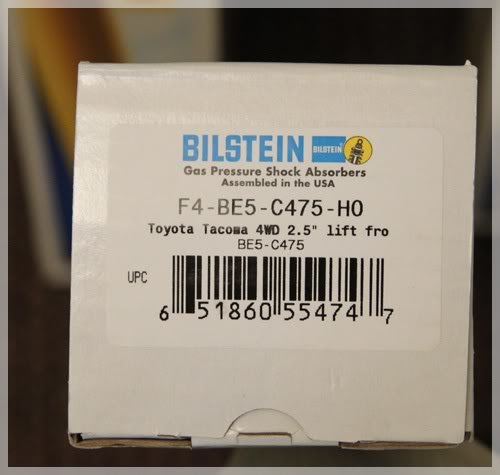 BILSTEIN BILSTEIN
Gas Pressure Shock Absorbers
Assembled in the USA
F4-BE5-C475-H0
Toyota Tacoma 4WD 2.5" lift fro
BE5-C475
UPC
6 51860 55474 7